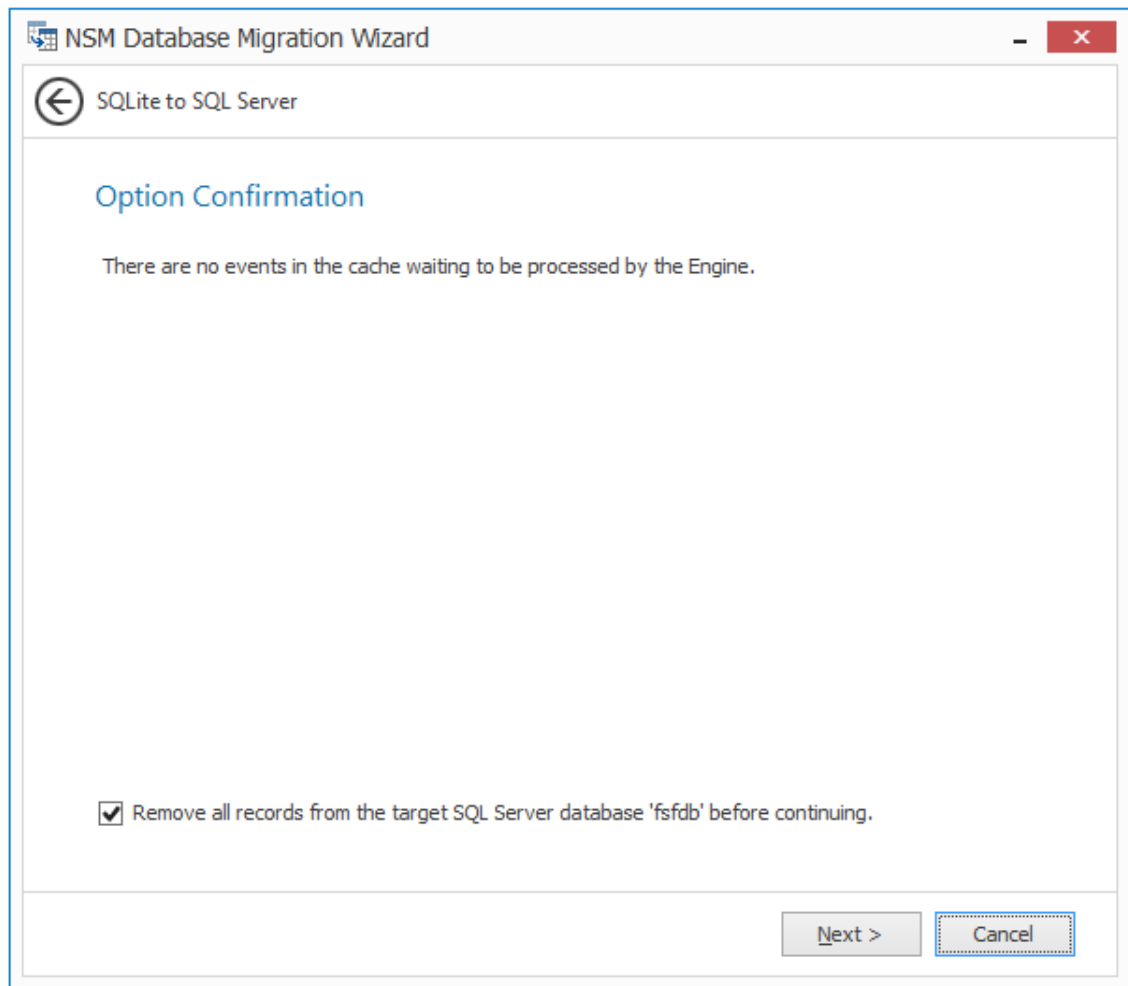 NSM Database Migration Wizard
SQLite to SQL Server
Option Confirmation
There are no events in the cache waiting to be processed by the Engine.
Remove all records from the target SQL Server database 'fsfdb' before continuing.
Next >
Cancel